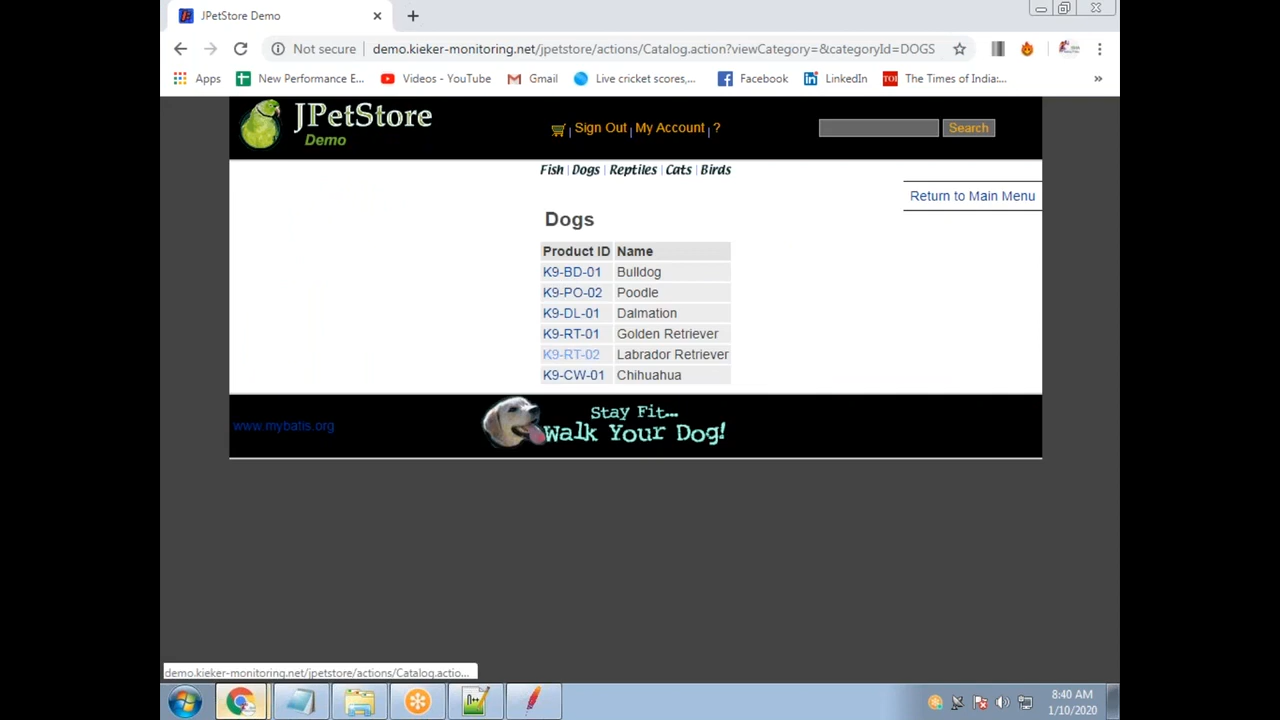 JPetStore Demo
Not secure | demo.kieker-monitoring.net/jpetstore/actions/Catalog.action?viewCategory=&categoryId=DOGS
Apps New Performance E... Videos - YouTube Gmail Live cricket scores,... Facebook LinkedIn TOI The Times of India:... »
JPetStore
Demo
Sign Out | My Account | ?
Search
Fish | Dogs | Reptiles | Cats | Birds
Return to Main Menu
Dogs
Product ID Name
K9-BD-01 Bulldog
K9-PO-02 Poodle
K9-DL-01 Dalmation
K9-RT-01 Golden Retriever
K9-RT-02 Labrador Retriever
K9-CW-01 Chihuahua
www.mybatis.org
Stay Fit...
Walk Your Dog!
demo.kieker-monitoring.net/jpetstore/actions/Catalog.actio...
8:40 AM
1/10/2020